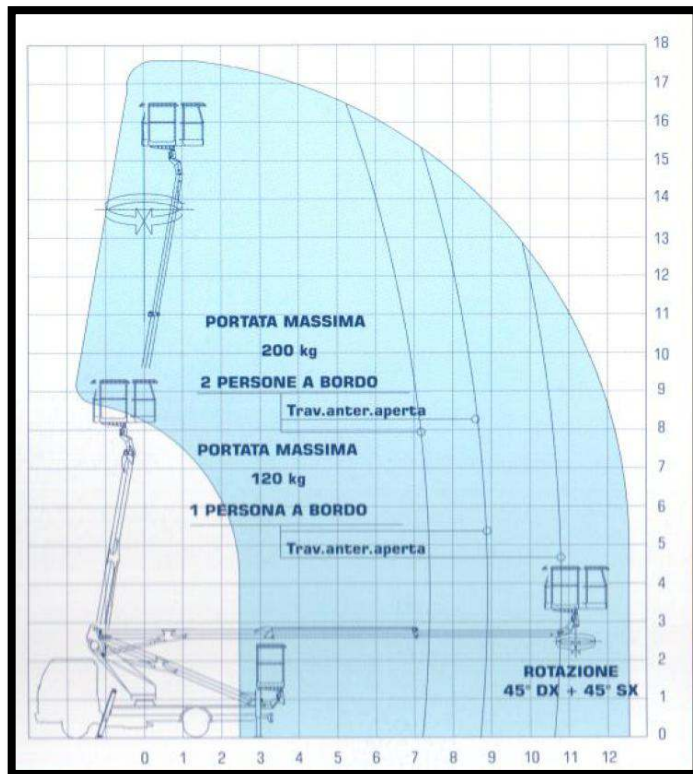 18
17
16
15
14
13
12
11
10
9
8
7
6
5
4
3
2
1
0
PORTATA MASSIMA
200 kg
2 PERSONE A BORDO
Trav.anter.aperta
PORTATA MASSIMA
120 kg
1 PERSONA A BORDO
Trav.anter.aperta
ROTAZIONE
45° DX + 45° SX
0 1 2 3 4 5 6 7 8 9 10 11 12